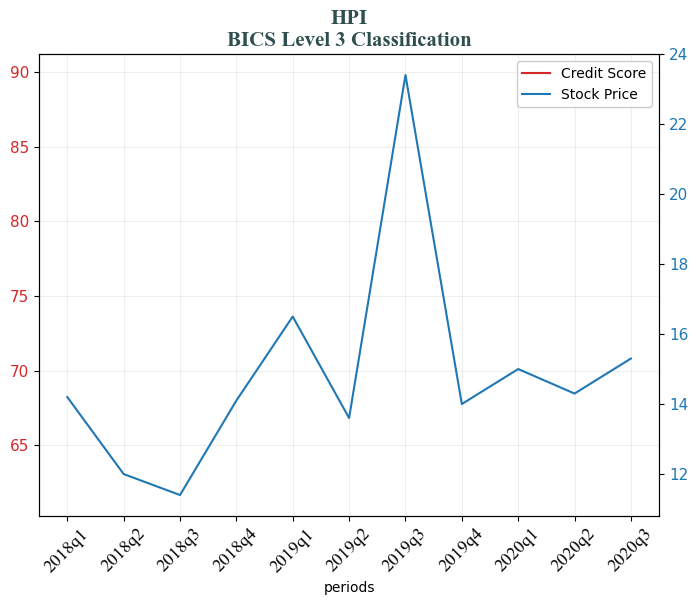 HPI
BICS Level 3 Classification
90
85
80
75
70
65
24
22
20
18
16
14
12
Credit Score
Stock Price
2018q1
2018q2
2018q3
2018q4
2019q1
2019q2
2019q3
2019q4
2020q1
2020q2
2020q3
periods